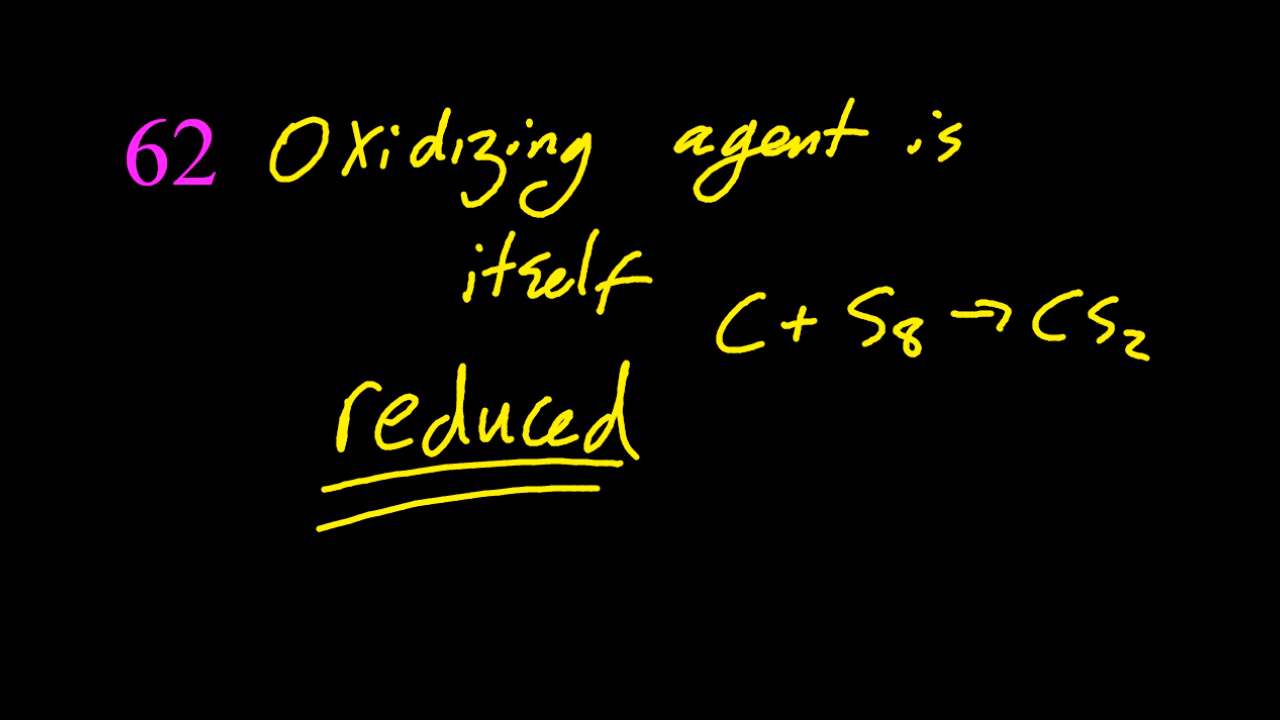 62 Oxidizing agent is
itself
C + S₈ → CS₂
reduced